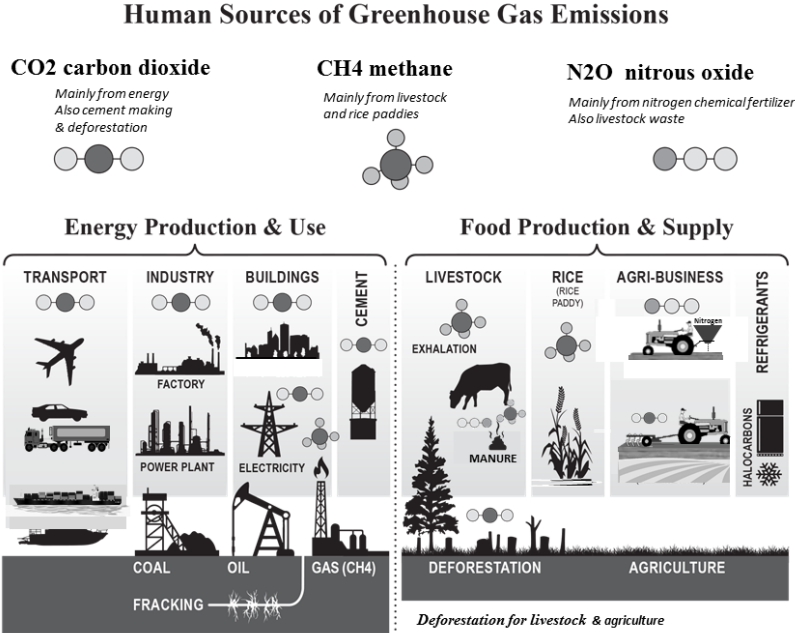 Human Sources of Greenhouse Gas Emissions
CO2 carbon dioxide
Mainly from energy
Also cement making
& deforestation
CH4 methane
Mainly from livestock
and rice paddies
N2O nitrous oxide
Mainly from nitrogen chemical fertilizer
Also livestock waste
Energy Production & Use
TRANSPORT
INDUSTRY
FACTORY
POWER PLANT
BUILDINGS
ELECTRICITY
CEMENT
COAL
OIL
GAS (CH4)
FRACKING
Food Production & Supply
LIVESTOCK
EXHALATION
MANURE
RICE
(RICE
PADDY)
AGRI-BUSINESS
Nitrogen
REFRIGERANTS
HALOCARBONS
DEFORESTATION
AGRICULTURE
Deforestation for livestock & agriculture